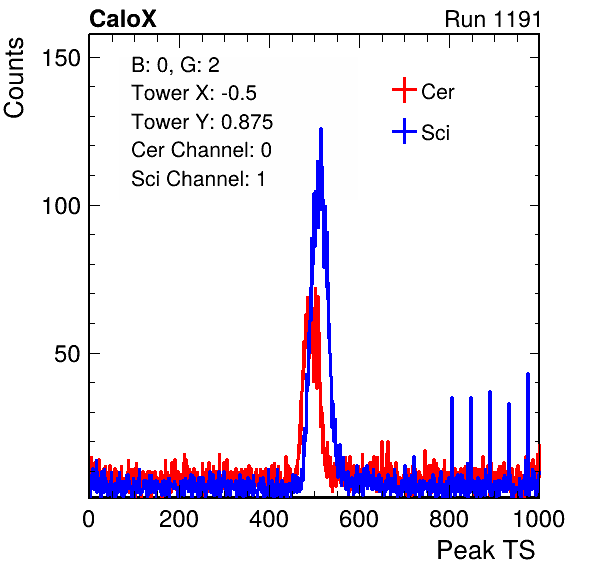 CaloX Run 1191
Counts
150
100
50
B: 0, G: 2
Tower X: -0.5
Tower Y: 0.875
Cer Channel: 0
Sci Channel: 1
Cer
Sci
0 200 400 600 800 1000
Peak TS